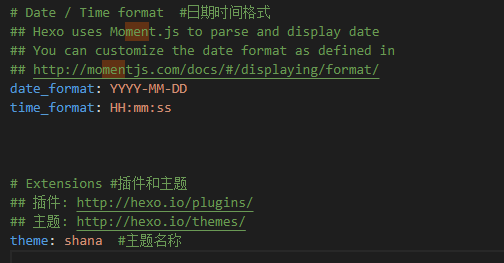 # Date / Time format  #日期时间格式
## Hexo uses Moment.js to parse and display date
## You can customize the date format as defined in
## http://momentjs.com/docs/#/displaying/format/
date_format: YYYY-MM-DD
time_format: HH:mm:ss
# Extensions #插件和主题
## 插件: http://hexo.io/plugins/
## 主题: http://hexo.io/themes/
theme: shana  #主题名称